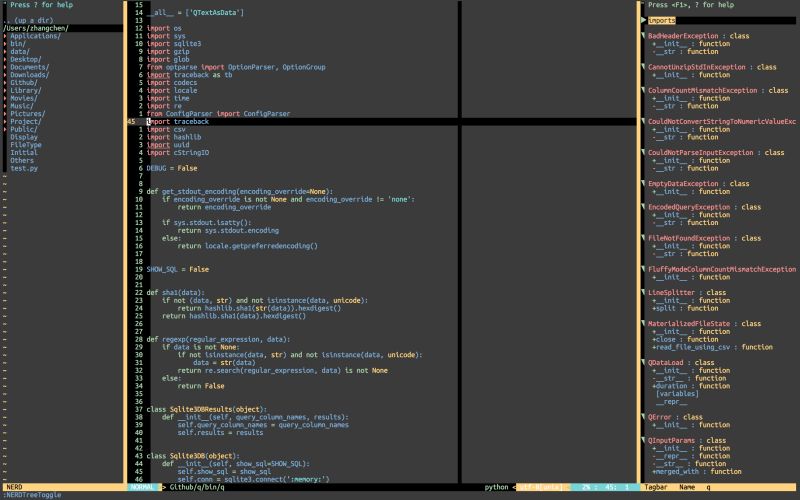 Press ? for help
.. (up a dir)
/Users/zhangchen/
Applications/
bin/
data/
Desktop/
Documents/
Downloads/
Github/
Library/
Movies/
Music/
Pictures/
Project/
Public/
Display
FileType
Initial
Others
test.py
NERD
15
14 __all__ = ['QTextAsData']
13
12 import os
11 import sys
10 import sqlite3
9 import gzip
8 import glob
7 from optparse import OptionParser, OptionGroup
6 import traceback as tb
5 import codecs
4 import locale
3 import time
2 import re
1 from ConfigParser import ConfigParser
45 import traceback
1 import csv
2 import hashlib
3 import uuid
4 import cStringIO
5
6 DEBUG = False
7
8
9 def get_stdout_encoding(encoding_override=None):
10 if encoding_override is not None and encoding_override != 'none':
11 return encoding_override
12
13 if sys.stdout.isatty():
14 return sys.stdout.encoding
15 else:
16 return locale.getpreferredencoding()
17
18
19 SHOW_SQL = False
20
21
22 def sha1(data):
23 if not (data, str) and not isinstance(data, unicode):
24 return hashlib.sha1(str(data)).hexdigest()
25 return hashlib.sha1(data).hexdigest()
26
27
28 def regexp(regular_expression, data):
29 if data is not None:
30 if not isinstance(data, str) and not isinstance(data, unicode):
31 data = str(data)
32 return re.search(regular_expression, data) is not None
33 else:
34 return False
35
36
37 class Sqlite3DBResults(object):
38 def __init__(self, query_column_names, results):
39 self.query_column_names = query_column_names
40 self.results = results
41
42
43 class Sqlite3DB(object):
44 def __init__(self, show_sql=SHOW_SQL):
45 self.show_sql = show_sql
46 self.conn = sqlite3.connect(':memory:')
NORMAL > Github/q/bin/q python < utf-8[unix] 2% : 45: 1
Press <F1>, ? for help
imports
BadHeaderException : class
+__init__ : function
-__str__ : function
CannotUnzipStdInException : class
+__init__ : function
-__str__ : function
ColumnCountMismatchException : class
+__init__ : function
-__str__ : function
CouldNotConvertStringToNumericValueExc
+__init__ : function
-__str__ : function
CouldNotParseInputException : class
+__init__ : function
-__str__ : function
EmptyDataException : class
+__init__ : function
EncodedQueryException : class
+__init__ : function
-__str__ : function
FileNotFoundException : class
+__init__ : function
-__str__ : function
FluffyModeColumnCountMismatchException
+__init__ : function
LineSplitter : class
+__init__ : function
+split : function
MaterializedFileState : class
+__init__ : function
+close : function
+read_file_using_csv : function
QDataLoad : class
+__init__ : function
-__str__ : function
+duration : function
[variables]
__repr__
QError : class
+__init__ : function
QInputParams : class
+__init__ : function
-__repr__ : function
-__str__ : function
+merged_with : function
Tagbar Name q
:NERDTreeToggle